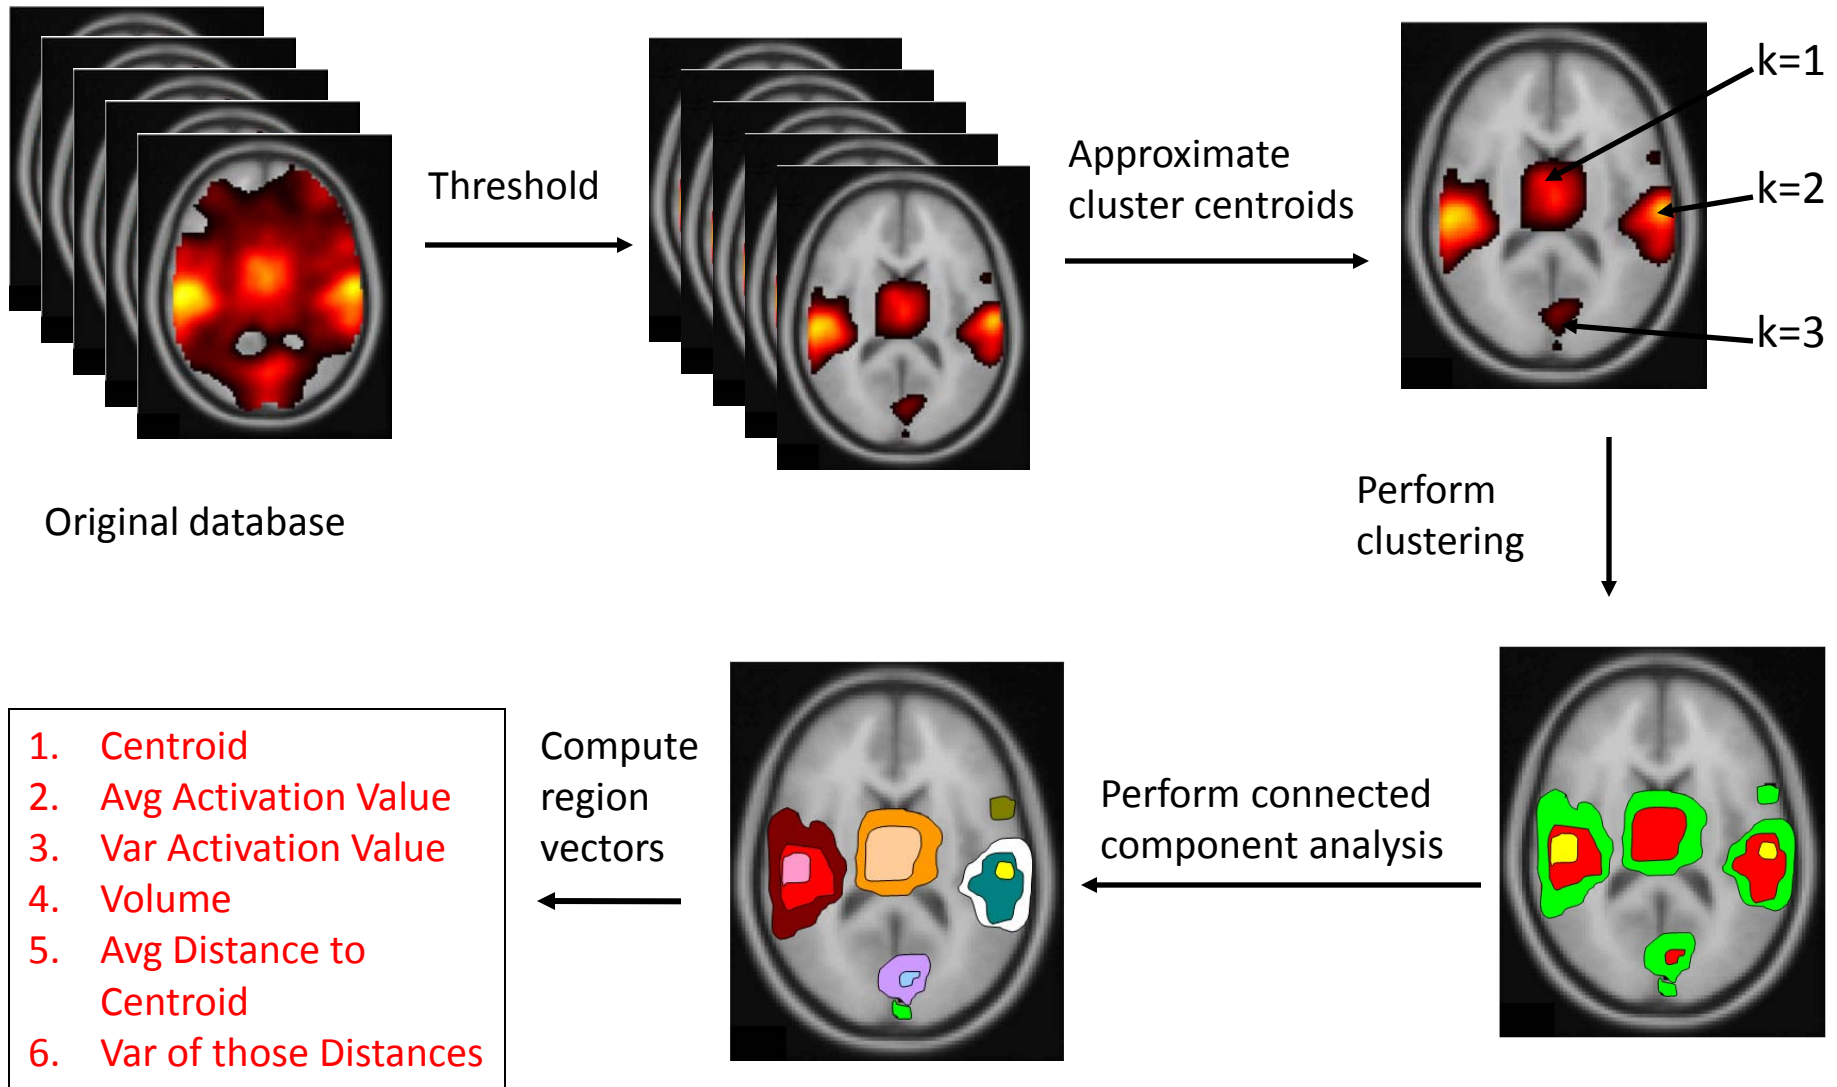 Original database
Threshold
Approximate
cluster centroids
k=1
k=2
k=3
Perform
clustering
Perform connected
component analysis
Compute
region
vectors
1. Centroid
2. Avg Activation Value
3. Var Activation Value
4. Volume
5. Avg Distance to
Centroid
6. Var of those Distances